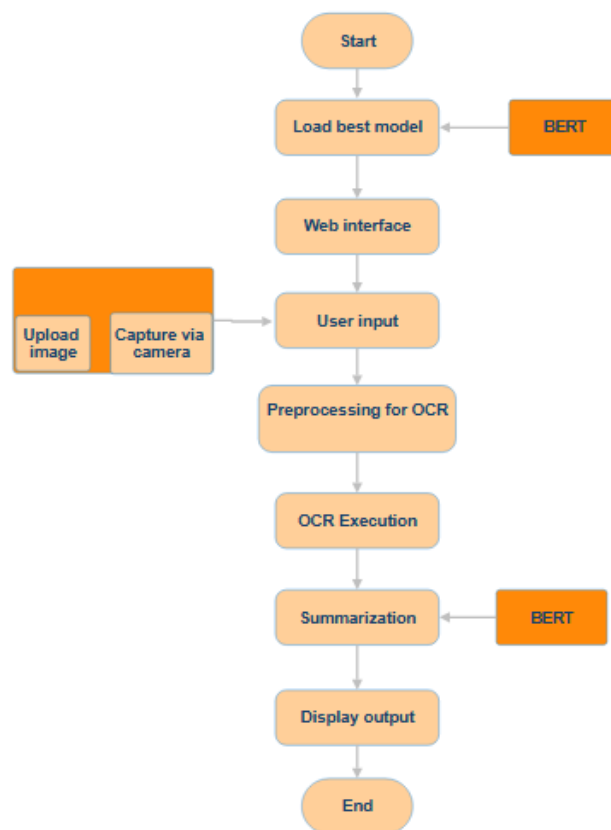 Start
Load best model
BERT
Web interface
User input
Upload
image
Capture via
camera
Preprocessing for OCR
OCR Execution
Summarization
BERT
Display output
End